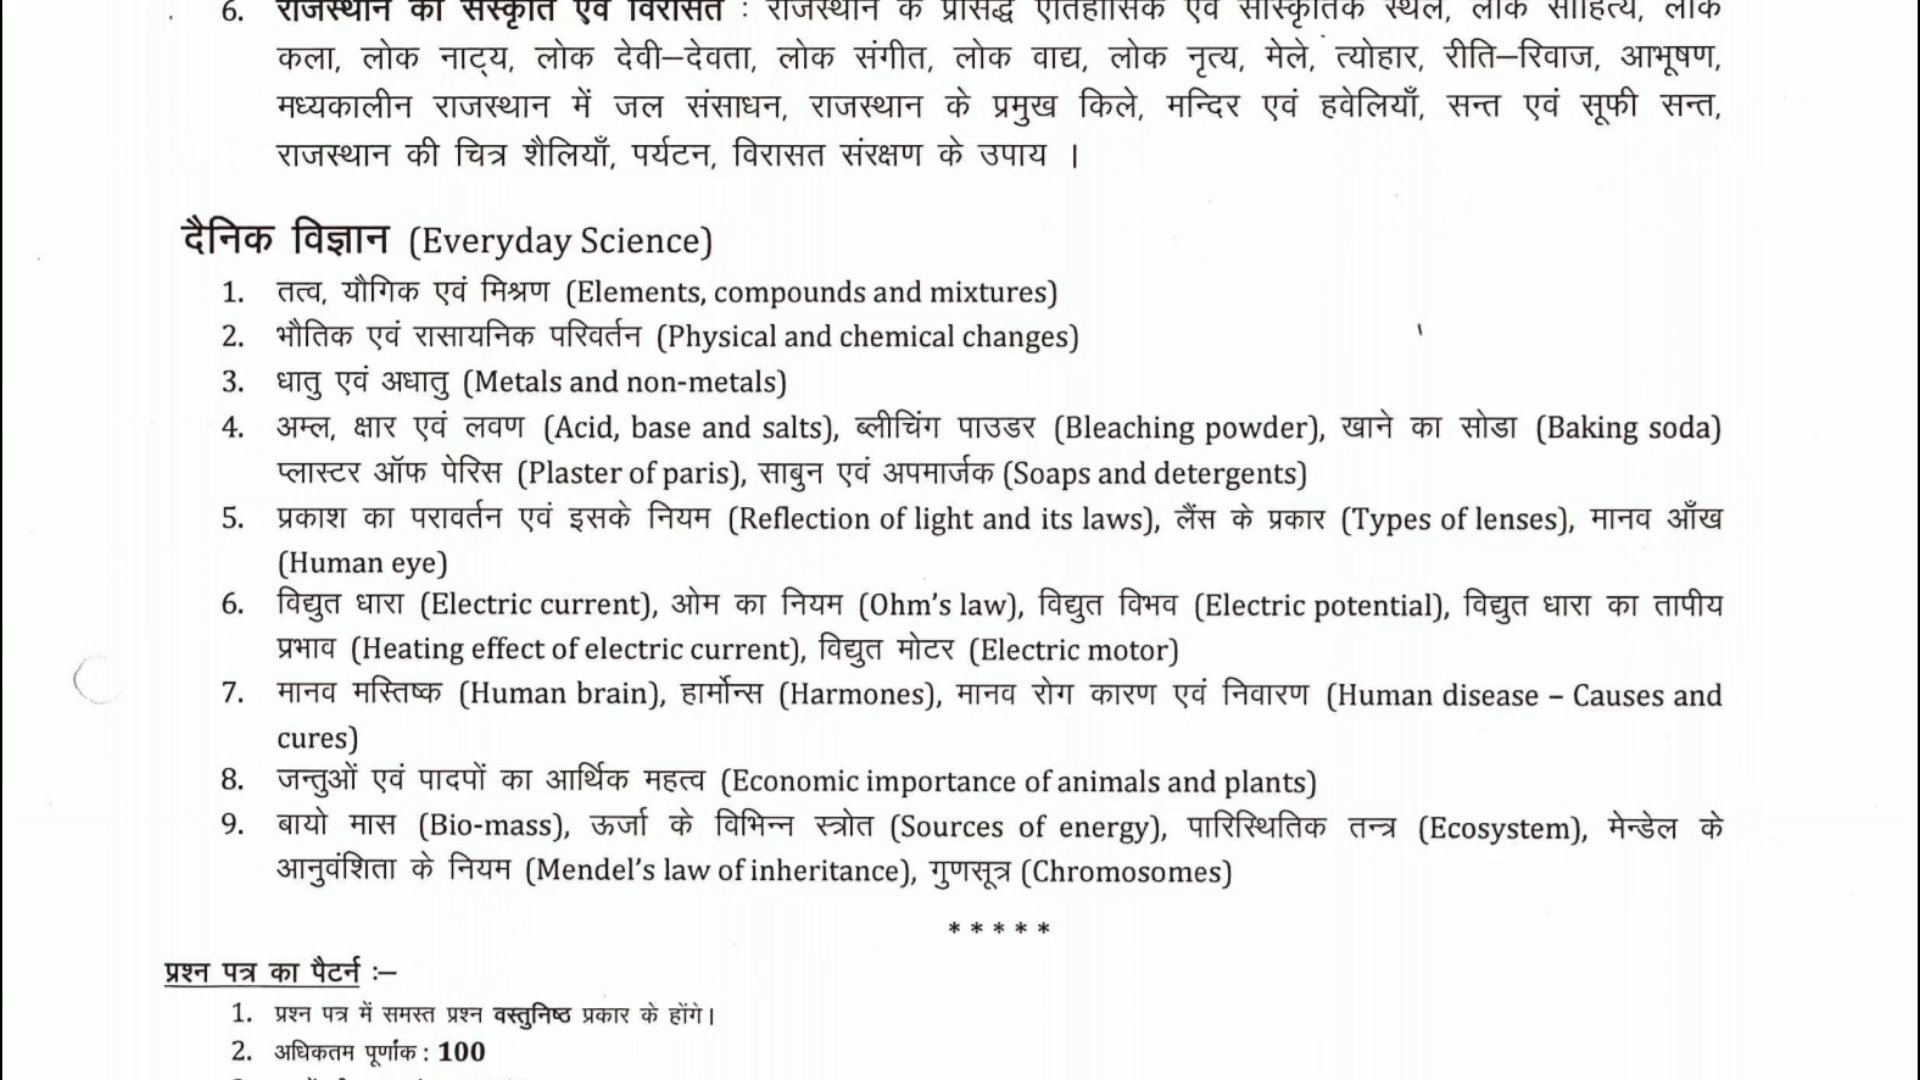 6. राजस्थान की संस्कृति एवं विरासत : राजस्थान के प्रसिद्ध ऐतिहासिक एवं सांस्कृतिक स्थल, लोक साहित्य, लोक
कला, लोक नाट्य, लोक देवी–देवता, लोक संगीत, लोक वाद्य, लोक नृत्य, मेले, त्योहार, रीति–रिवाज, आभूषण,
मध्यकालीन राजस्थान में जल संसाधन, राजस्थान के प्रमुख किले, मन्दिर एवं हवेलियाँ, सन्त एवं सूफी सन्त,
राजस्थान की चित्र शैलियाँ, पर्यटन, विरासत संरक्षण के उपाय ।
दैनिक विज्ञान (Everyday Science)
1. तत्व, यौगिक एवं मिश्रण (Elements, compounds and mixtures)
2. भौतिक एवं रासायनिक परिवर्तन (Physical and chemical changes)
3. धातु एवं अधातु (Metals and non-metals)
4. अम्ल, क्षार एवं लवण (Acid, base and salts), ब्लीचिंग पाउडर (Bleaching powder), खाने का सोडा (Baking soda)
प्लास्टर ऑफ पेरिस (Plaster of paris), साबुन एवं अपमार्जक (Soaps and detergents)
5. प्रकाश का परावर्तन एवं इसके नियम (Reflection of light and its laws), लैंस के प्रकार (Types of lenses), मानव आँख
(Human eye)
6. विद्युत धारा (Electric current), ओम का नियम (Ohm's law), विद्युत विभव (Electric potential), विद्युत धारा का तापीय
प्रभाव (Heating effect of electric current), विद्युत मोटर (Electric motor)
7. मानव मस्तिष्क (Human brain), हार्मोन्स (Harmones), मानव रोग कारण एवं निवारण (Human disease – Causes and
cures)
8. जन्तुओं एवं पादपों का आर्थिक महत्व (Economic importance of animals and plants)
9. बायो मास (Bio-mass), ऊर्जा के विभिन्न स्त्रोत (Sources of energy), पारिस्थितिक तन्त्र (Ecosystem), मेन्डेल के
आनुवंशिता के नियम (Mendel's law of inheritance), गुणसूत्र (Chromosomes)
* * * * *
प्रश्न पत्र का पैटर्न :–
1. प्रश्न पत्र में समस्त प्रश्न वस्तुनिष्ठ प्रकार के होंगे।
2. अधिकतम पूर्णांक : 100